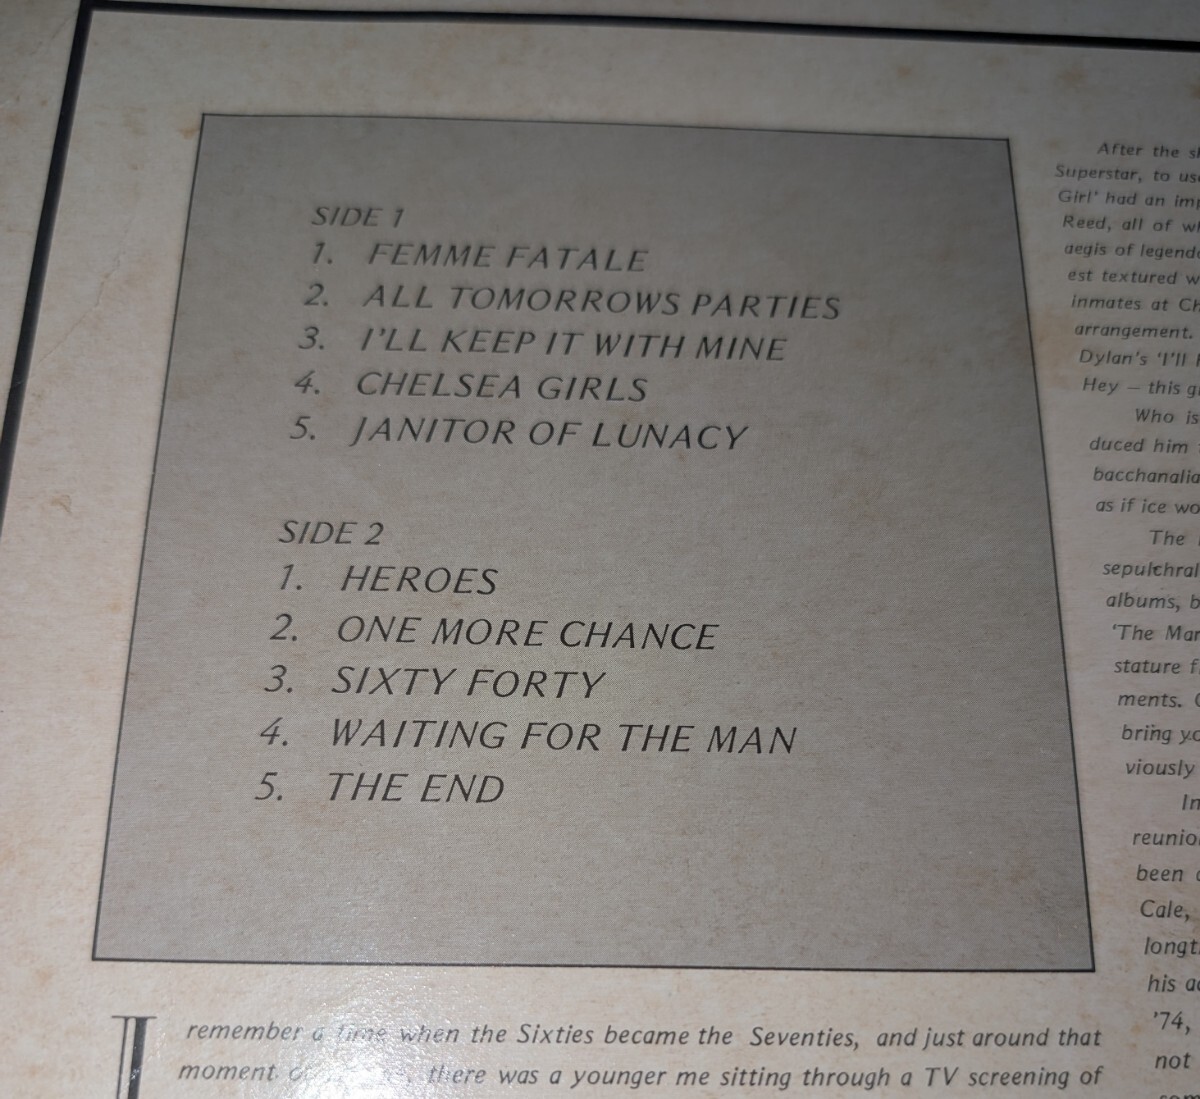 SIDE 1
1. FEMME FATALE
2. ALL TOMORROWS PARTIES
3. I'LL KEEP IT WITH MINE
4. CHELSEA GIRLS
5. JANITOR OF LUNACY
SIDE 2
1. HEROES
2. ONE MORE CHANCE
3. SIXTY FORTY
4. WAITING FOR THE MAN
5. THE END
I remember a time when the Sixties became the Seventies, and just around that
moment there was a younger me sitting through a TV screening of
After the
Superstar, to
Girl' had an
Reed, all of
aegis of
est textured
inmates at
arrangement.
Dylan's 'I'll
Hey – this
Who is
duced him
as if ice
The
sepulchral
albums,
'The
stature
ments.
bring
viously
In
been
Cale,
his
'74,
not